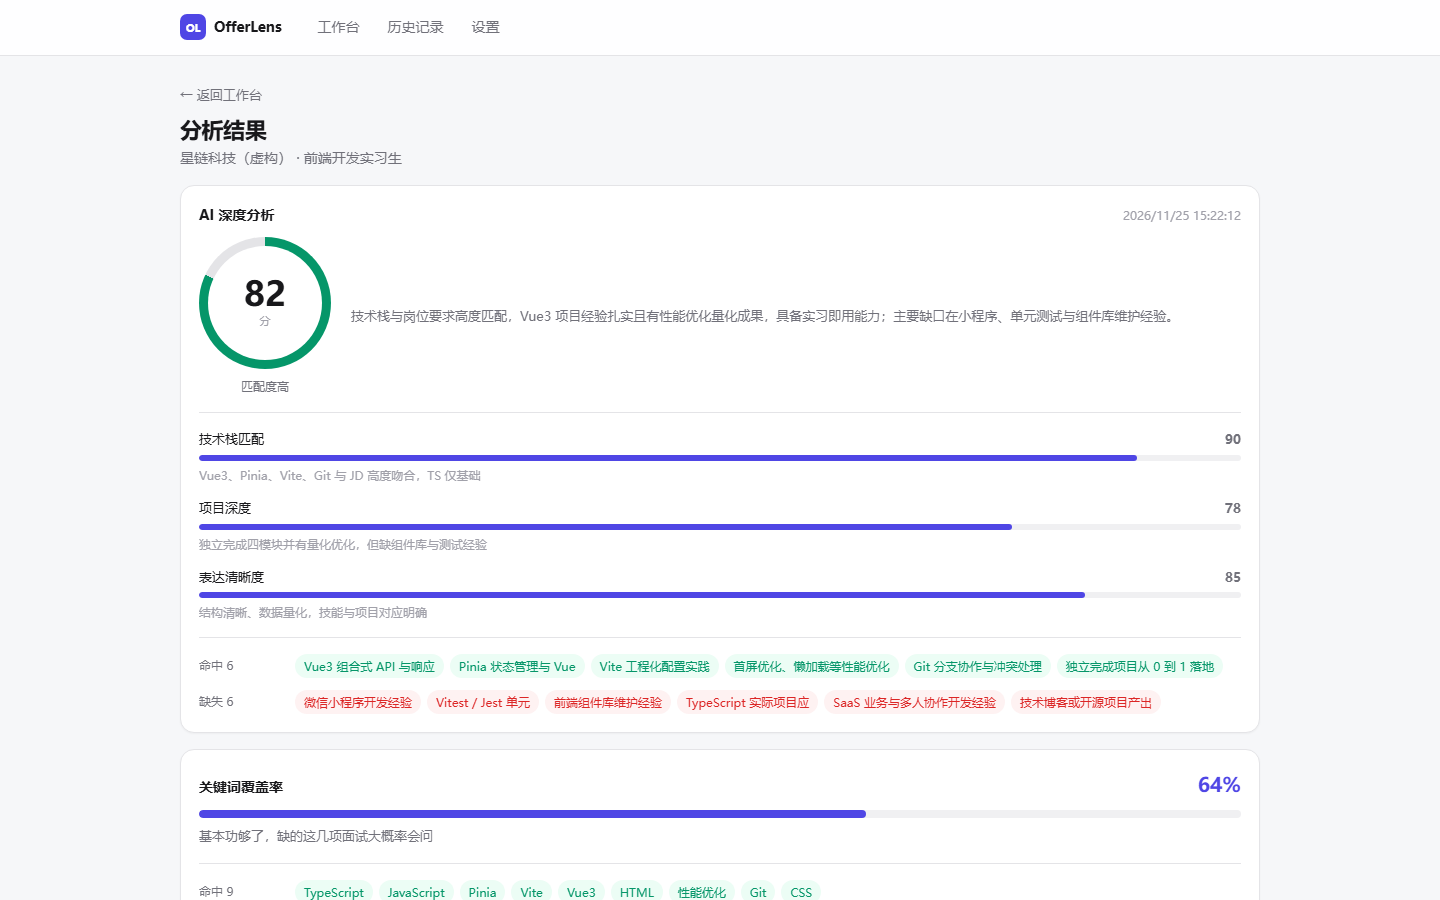 OL OfferLens 工作台 历史记录 设置
← 返回工作台
分析结果
星链科技（虚构） · 前端开发实习生
AI 深度分析 2026/11/25 15:22:12
82
分
技术栈与岗位要求高度匹配，Vue3 项目经验扎实且有性能优化量化成果，具备实习即用能力；主要缺口在小程序、单元测试与组件库维护经验。
匹配度高
技术栈匹配 90
Vue3、Pinia、Vite、Git 与 JD 高度吻合，TS 仅基础
项目深度 78
独立完成四模块并有量化优化，但缺组件库与测试经验
表达清晰度 85
结构清晰、数据量化，技能与项目对应明确
命中 6 Vue3 组合式 API 与响应 Pinia 状态管理与 Vue Vite 工程化配置实践 首屏优化、懒加载等性能优化 Git 分支协作与冲突处理 独立完成项目从 0 到 1 落地
缺失 6 微信小程序开发经验 Vitest / Jest 单元 前端组件库维护经验 TypeScript 实际项目应 SaaS 业务与多人协作开发经验 技术博客或开源项目产出
关键词覆盖率 64%
基本功够了，缺的这几项面试大概率会问
命中 9 TypeScript JavaScript Pinia Vite Vue3 HTML 性能优化 Git CSS